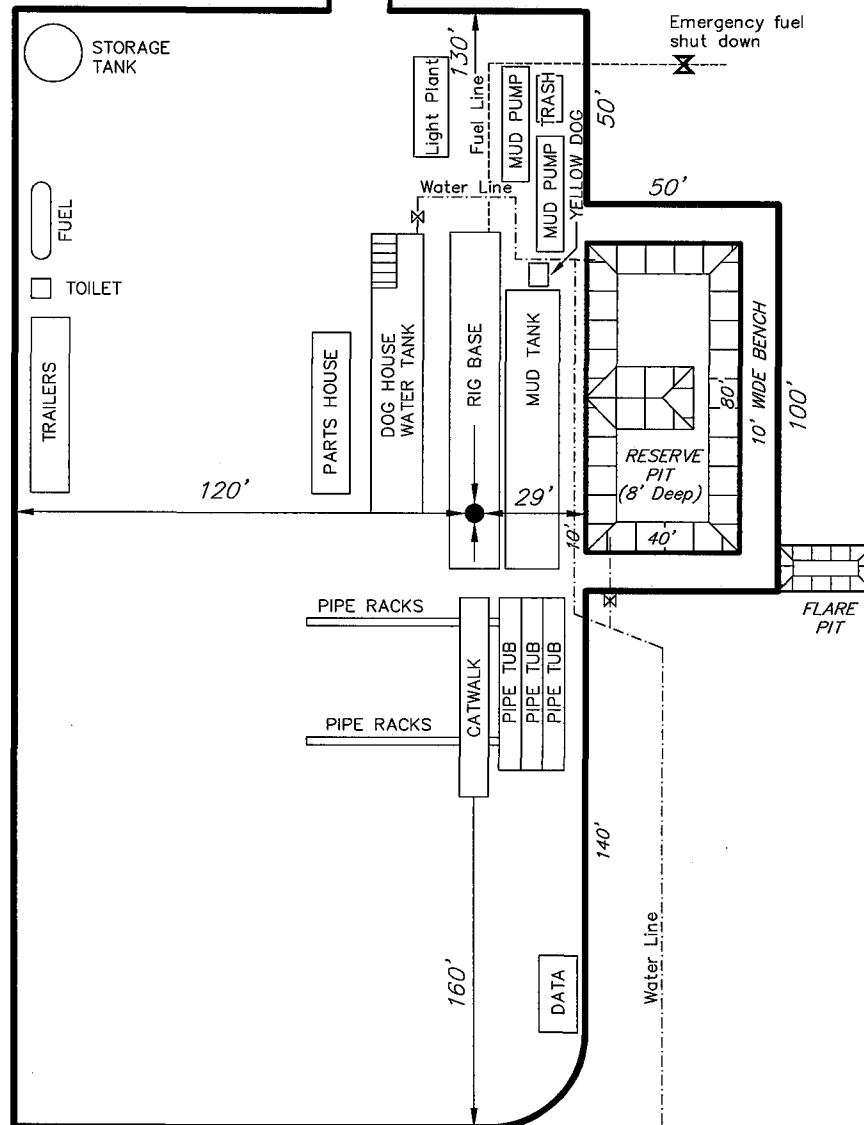 Emergency fuel
shut down
STORAGE
TANK
130'
Light Plant
Fuel Line
MUD PUMP
TRASH
50'
MUD PUMP
YELLOW DOG
Water Line
50'
FUEL
TOILET
TRAILERS
PARTS HOUSE
DOG HOUSE
WATER TANK
RIG BASE
MUD TANK
80'
10' WIDE BENCH
100'
RESERVE
PIT
(8' Deep)
120'
29'
10'
40'
FLARE
PIT
PIPE RACKS
CATWALK
PIPE TUB
PIPE TUB
PIPE TUB
PIPE RACKS
140'
160'
DATA
Water Line